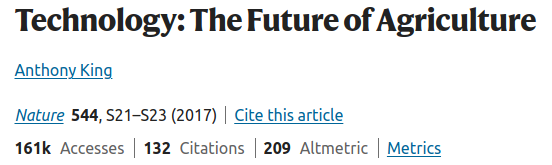 Technology: The Future of Agriculture
Anthony King
Nature 544, S21–S23 (2017) | Cite this article
161k Accesses | 132 Citations | 209 Altmetric | Metrics